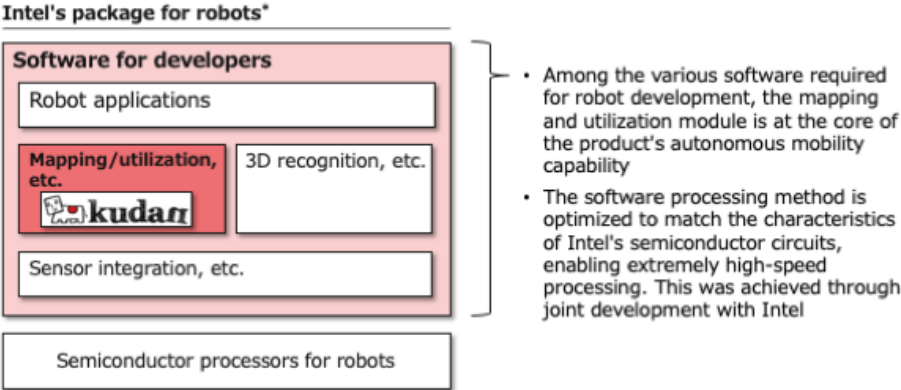 Intel's package for robots*
Software for developers
Robot applications
Mapping/utilization,
etc.
kudan
3D recognition, etc.
Sensor integration, etc.
Semiconductor processors for robots
• Among the various software required
for robot development, the mapping
and utilization module is at the core of
the product's autonomous mobility
capability
• The software processing method is
optimized to match the characteristics
of Intel's semiconductor circuits,
enabling extremely high-speed
processing. This was achieved through
joint development with Intel